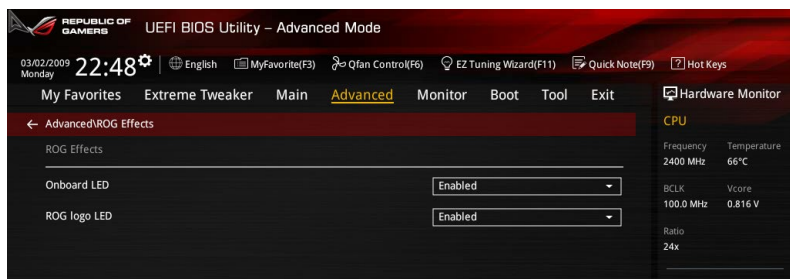 REPUBLIC OF
GAMERS
UEFI BIOS Utility – Advanced Mode
03/02/2009
Monday
22:48
English
MyFavorite(F3)
Qfan Control(F6)
EZ Tuning Wizard(F11)
Quick Note(F9)
? Hot Keys
My Favorites Extreme Tweaker Main Advanced Monitor Boot Tool Exit
Hardware Monitor
← Advanced\ROG Effects
ROG Effects
Onboard LED Enabled
ROG logo LED Enabled
CPU
Frequency Temperature
2400 MHz 66°C
BCLK Vcore
100.0 MHz 0.816 V
Ratio
24x